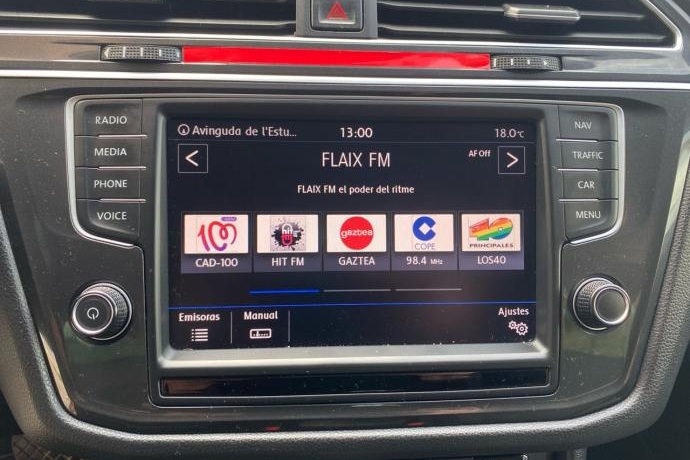 RADIO
MEDIA
PHONE
VOICE
NAV
TRAFFIC
CAR
MENU
Avinguda de l'Estu... 13:00 18.0°C
< FLAIX FM AF Off >
FLAIX FM el poder del ritme
gaztea COPE 40 PRINCIPALES
CAD-100 HIT FM GAZTEA 98.4 MHz LOS40
Emisoras Manual Ajustes